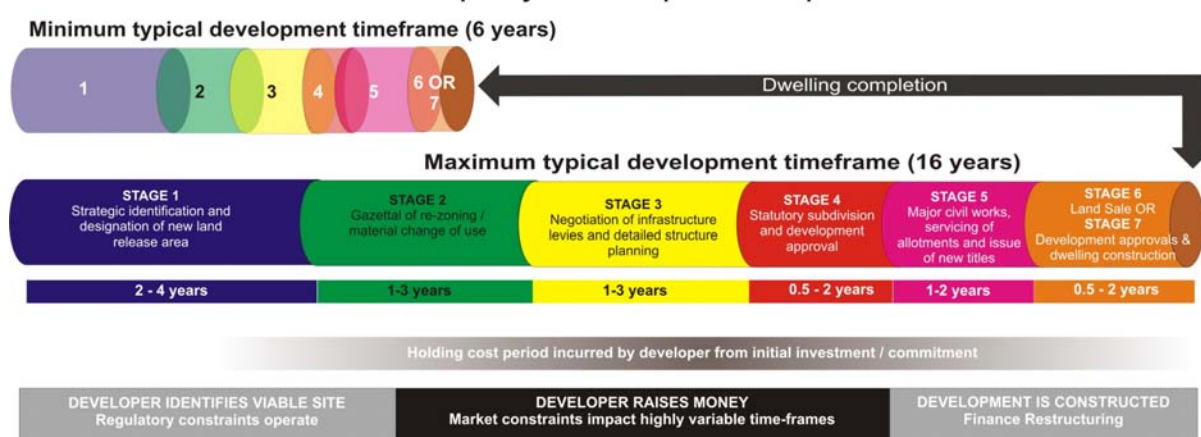 Minimum typical development timeframe (6 years)
1
2
3
4
5
6 OR
7
Dwelling completion
Maximum typical development timeframe (16 years)
STAGE 1
Strategic identification and
designation of new land
release area
STAGE 2
Gazettal of re-zoning /
material change of use
STAGE 3
Negotiation of infrastructure
levies and detailed structure
planning
STAGE 4
Statutory subdivision
and development
approval
STAGE 5
Major civil works,
servicing of
allotments and issue
of new titles
STAGE 6
Land Sale OR
STAGE 7
Development approvals &
dwelling construction
2 - 4 years
1-3 years
1-3 years
0.5 - 2 years
1-2 years
0.5 - 2 years
Holding cost period incurred by developer from initial investment / commitment
DEVELOPER IDENTIFIES VIABLE SITE
Regulatory constraints operate
DEVELOPER RAISES MONEY
Market constraints impact highly variable time-frames
DEVELOPMENT IS CONSTRUCTED
Finance Restructuring